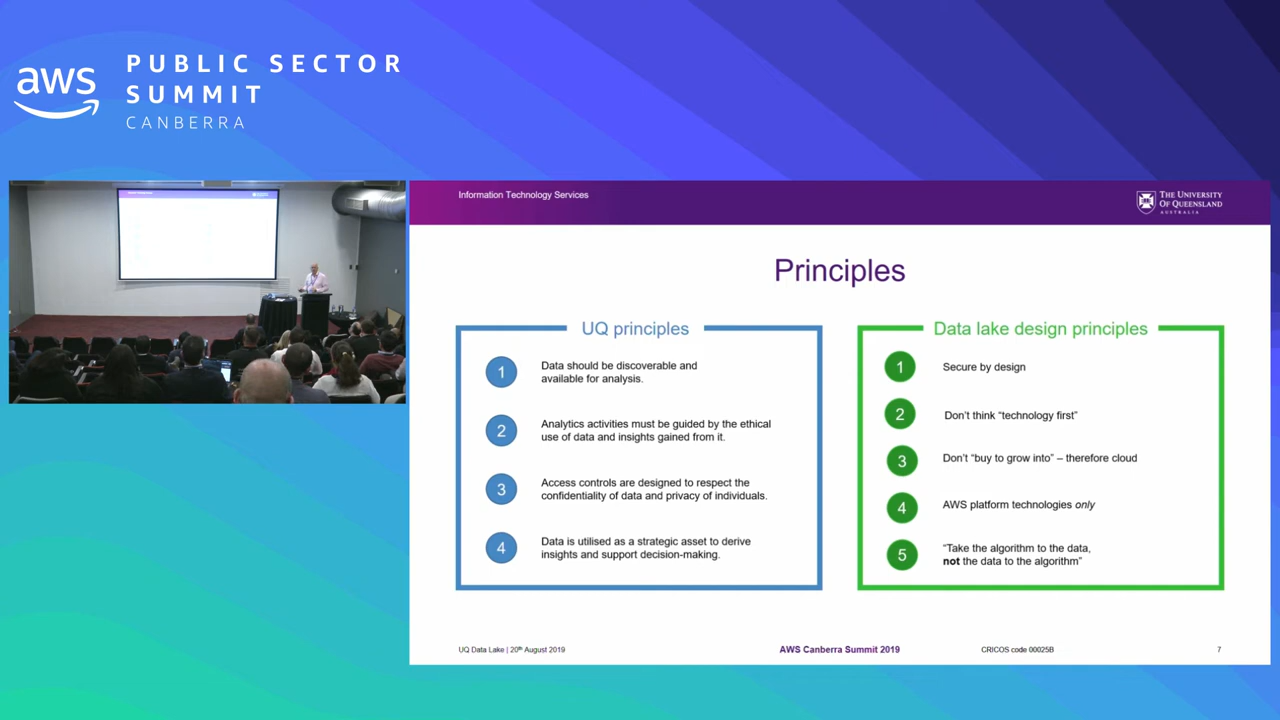 aws
PUBLIC SECTOR
SUMMIT
CANBERRA
Information Technology Services
THE UNIVERSITY
OF QUEENSLAND
AUSTRALIA
Principles
UQ principles
1
Data should be discoverable and
available for analysis.
2
Analytics activities must be guided by the ethical
use of data and insights gained from it.
3
Access controls are designed to respect the
confidentiality of data and privacy of individuals.
4
Data is utilised as a strategic asset to derive
insights and support decision-making.
Data lake design principles
1
Secure by design
2
Don't think “technology first”
3
Don't “buy to grow into” – therefore cloud
4
AWS platform technologies only
5
“Take the algorithm to the data,
not the data to the algorithm”
UQ Data Lake | 20th August 2019
AWS Canberra Summit 2019
CRICOS code 00025B
7